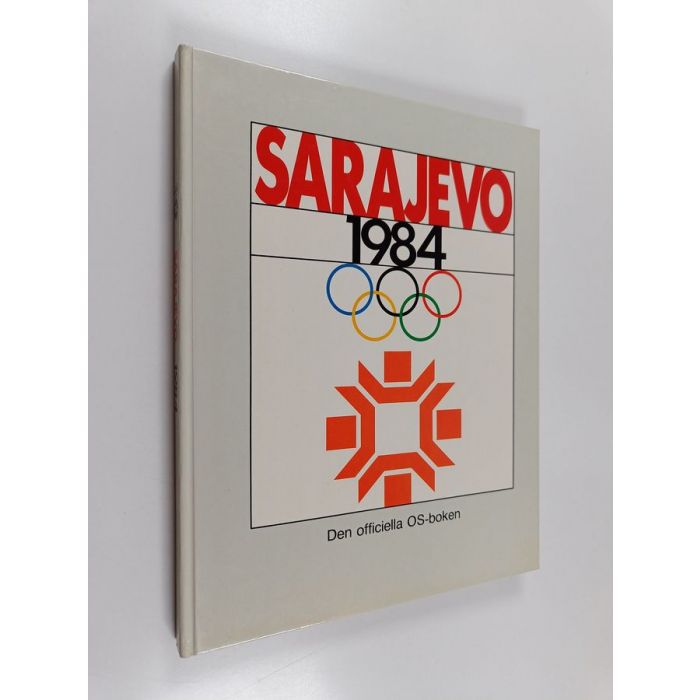 SARAJEVO
1984
Den officiella OS-boken